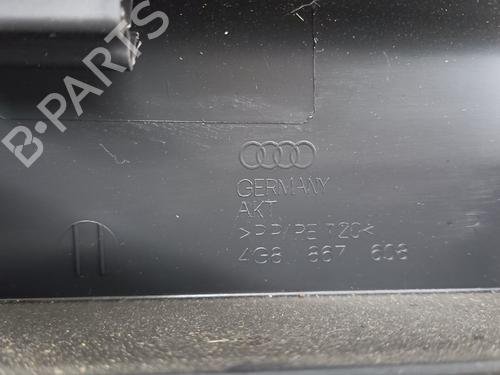 B-PARTS
GERMANY
AKT
>PP/PE T20<
4G8 867 608